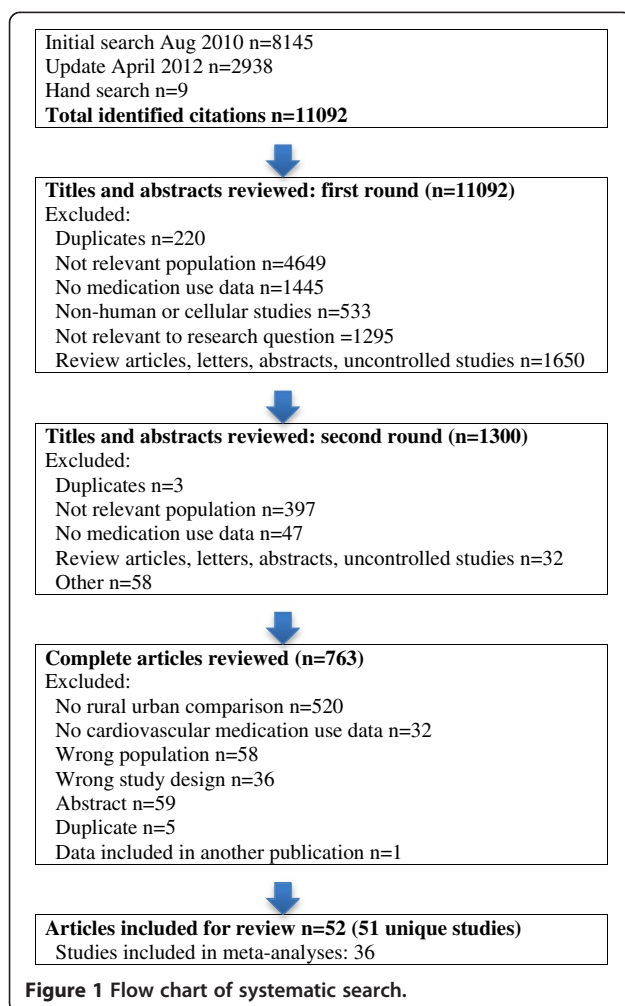 Initial search Aug 2010 n=8145
Update April 2012 n=2938
Hand search n=9
Total identified citations n=11092
Titles and abstracts reviewed: first round (n=11092)
Excluded:
Duplicates n=220
Not relevant population n=4649
No medication use data n=1445
Non-human or cellular studies n=533
Not relevant to research question =1295
Review articles, letters, abstracts, uncontrolled studies n=1650
Titles and abstracts reviewed: second round (n=1300)
Excluded:
Duplicates n=3
Not relevant population n=397
No medication use data n=47
Review articles, letters, abstracts, uncontrolled studies n=32
Other n=58
Complete articles reviewed (n=763)
Excluded:
No rural urban comparison n=520
No cardiovascular medication use data n=32
Wrong population n=58
Wrong study design n=36
Abstract n=59
Duplicate n=5
Data included in another publication n=1
Articles included for review n=52 (51 unique studies)
Studies included in meta-analyses: 36
Figure 1 Flow chart of systematic search.